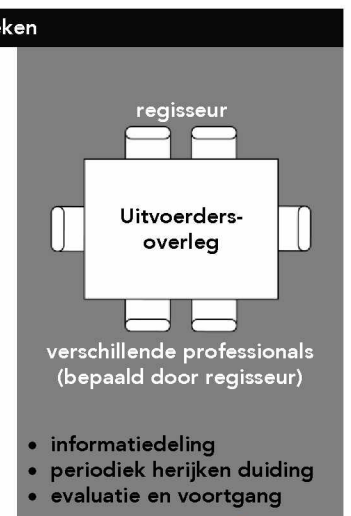 regisseur
Uitvoerders-
overleg
verschillende professionals
(bepaald door regisseur)
• informatiedeling
• periodiek herijken duiding
• evaluatie en voortgang